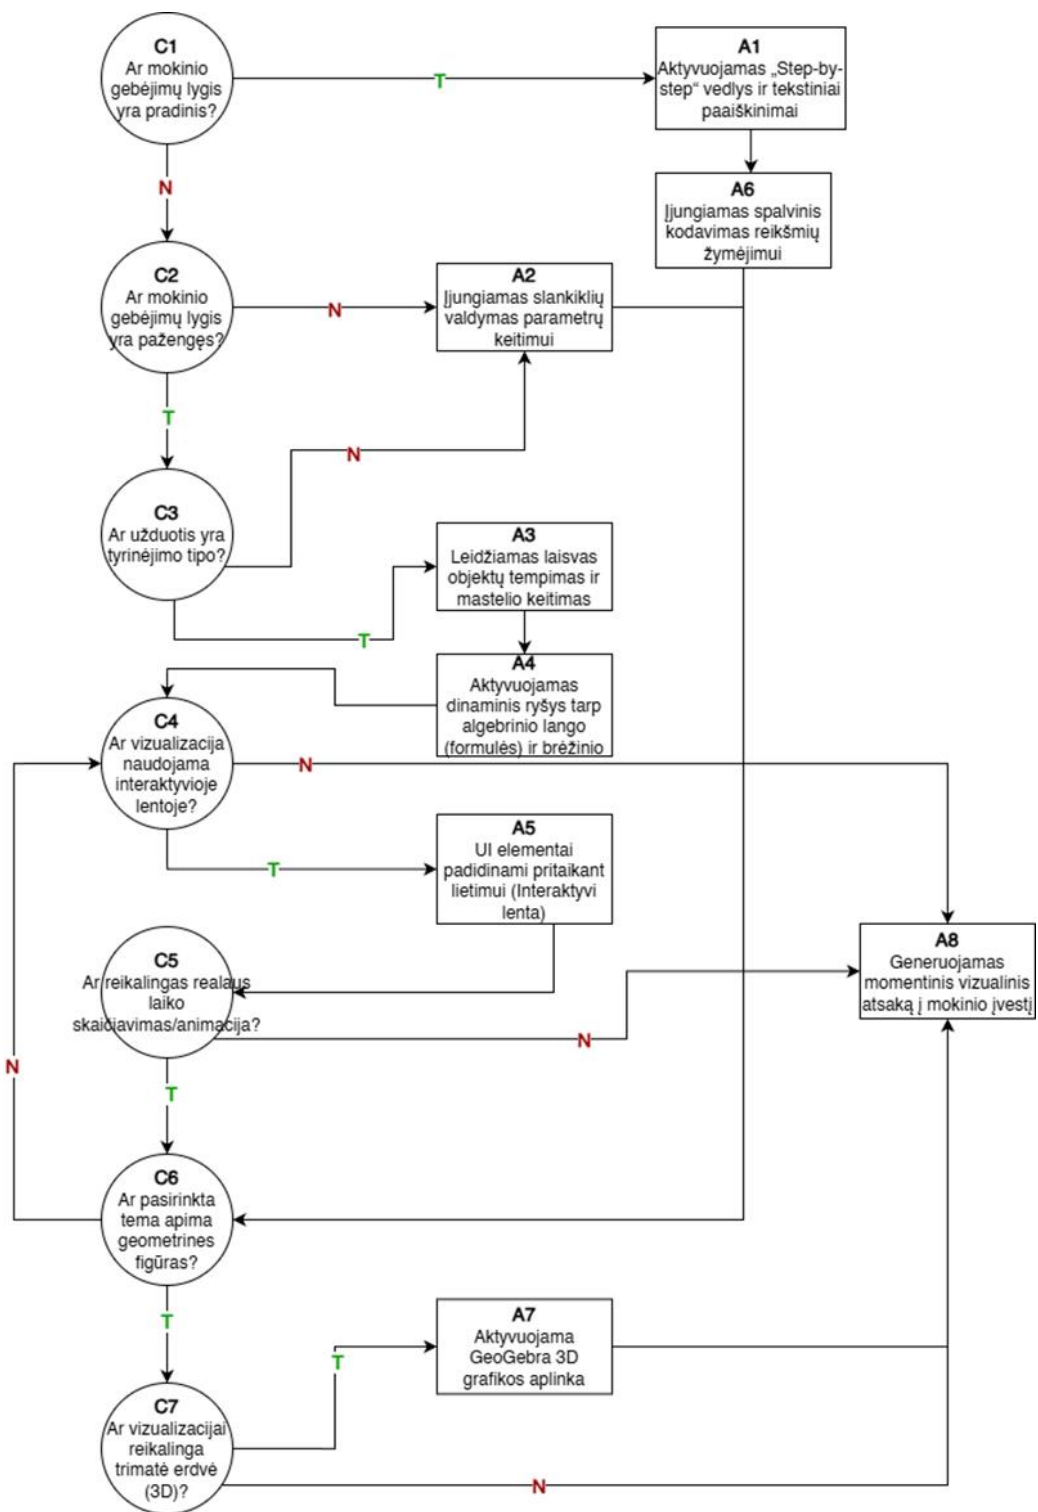 C1
Ar mokinio
gebėjimų lygis
yra pradinis?
T
A1
Aktyvuojamas „Step-by-
step“ vedlys ir tekstiniai
paaiškinimai
N
A6
Įjungiamas spalvinis
kodavimas reikšmių
žymėjimui
C2
Ar mokinio
gebėjimų lygis
yra pažengęs?
N
A2
Įjungiamas slankiklių
valdymas parametrų
keitimui
T
N
C3
Ar užduotis yra
tyrinėjimo tipo?
T
A3
Leidžiamas laisvas
objektų tempimas ir
mastelio keitimas
A4
Aktyvuojamas
dinaminis ryšys tarp
algebrinio lango
(formulės) ir brėžinio
C4
Ar vizualizacija
naudojama
interaktyvioje
lentoje?
N
T
A5
UI elementai
padidinami pritaikant
lietimui (Interaktyvi
lenta)
C5
Ar reikalingas realaus
laiko
skaičiavimas/animacija?
N
A8
Generuojamas
momentinis vizualinis
atsaką į mokinio įvestį
N
T
C6
Ar pasirinkta
tema apima
geometrines
figūras?
T
A7
Aktyvuojama
GeoGebra 3D
grafikos aplinka
T
C7
Ar vizualizacijai
reikalinga
trimatė erdvė
(3D)?
N